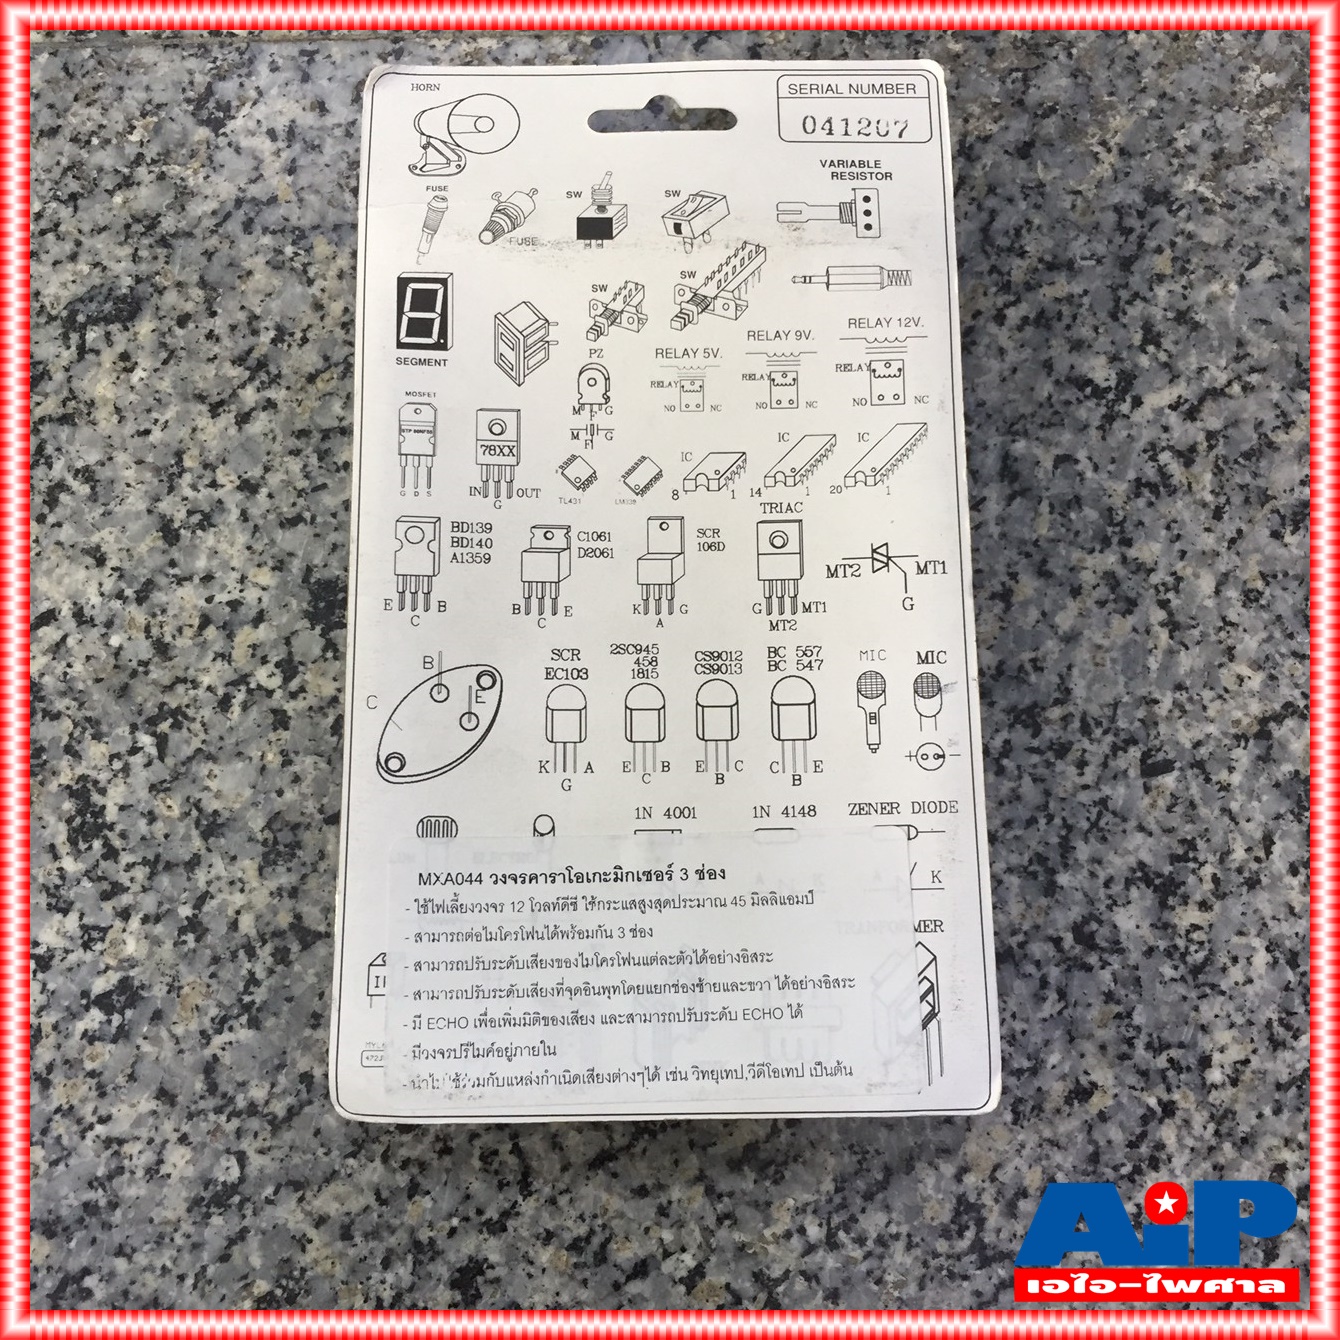 HORN
SERIAL NUMBER
041207
VARIABLE
RESISTOR
FUSE
FUSE
SW
SW
SEGMENT
SW
SW
PZ
M F G
M F G
RELAY 5V.
RELAY
NO NC
RELAY 9V.
RELAY
NO NC
RELAY 12V.
RELAY
NO NC
MOSFET
G D S
78XX
IN OUT
G
TL431
IC
8 1
IC
14 1
IC
20 1
BD139
BD140
A1359
E B
C
C1061
D2061
B E
C
SCR
106D
K G
A
TRIAC
G MT1
MT2
MT2 MT1
G
B
C E
SCR
EC103
K A
G
2SC945
458
1815
E B
C
CS9012
CS9013
E C
B
BC 557
BC 547
C E
B
MIC
MIC
+ −
1N 4001
1N 4148
ZENER DIODE
K
MER
MXA044 วงจรคาราโอเกะมิกเซอร์ 3 ช่อง
- ใช้ไฟเลี้ยงวงจร 12 โวลท์ดีซี ใช้กระแสสูงสุดประมาณ 45 มิลลิแอมป์
- สามารถต่อไมโครโฟนได้พร้อมกัน 3 ช่อง
- สามารถปรับระดับเสียงของไมโครโฟนแต่ละตัวได้อย่างอิสระ
- สามารถปรับระดับเสียงที่จุดอินพุทโดยแยกช่องซ้ายและขวา ได้อย่างอิสระ
- มี ECHO เพื่อเพิ่มมิติของเสียง และสามารถปรับระดับ ECHO ได้
- มีวงจรปรีไมค์อยู่ภายใน
- นำไปใช้ร่วมกับแหล่งกำเนิดเสียงต่างๆได้ เช่น วิทยุเทป,วีดีโอเทป เป็นต้น
AiP
เอไอ-ไพศาล